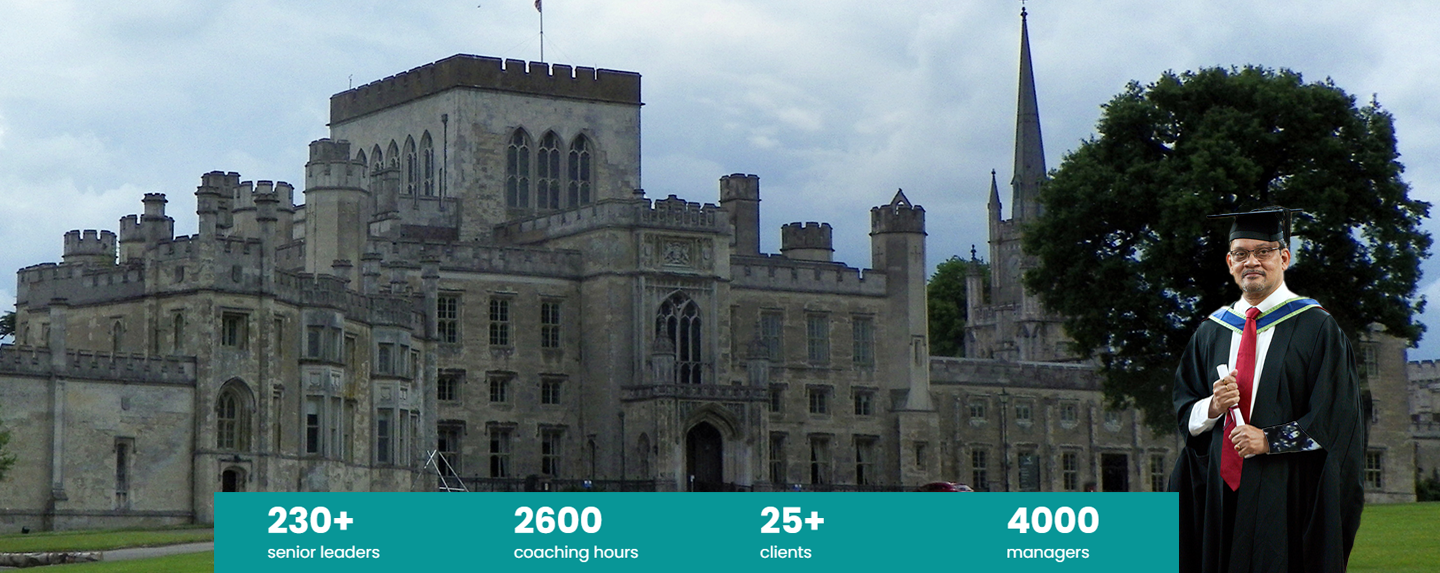 230+
senior leaders
2600
coaching hours
25+
clients
4000
managers